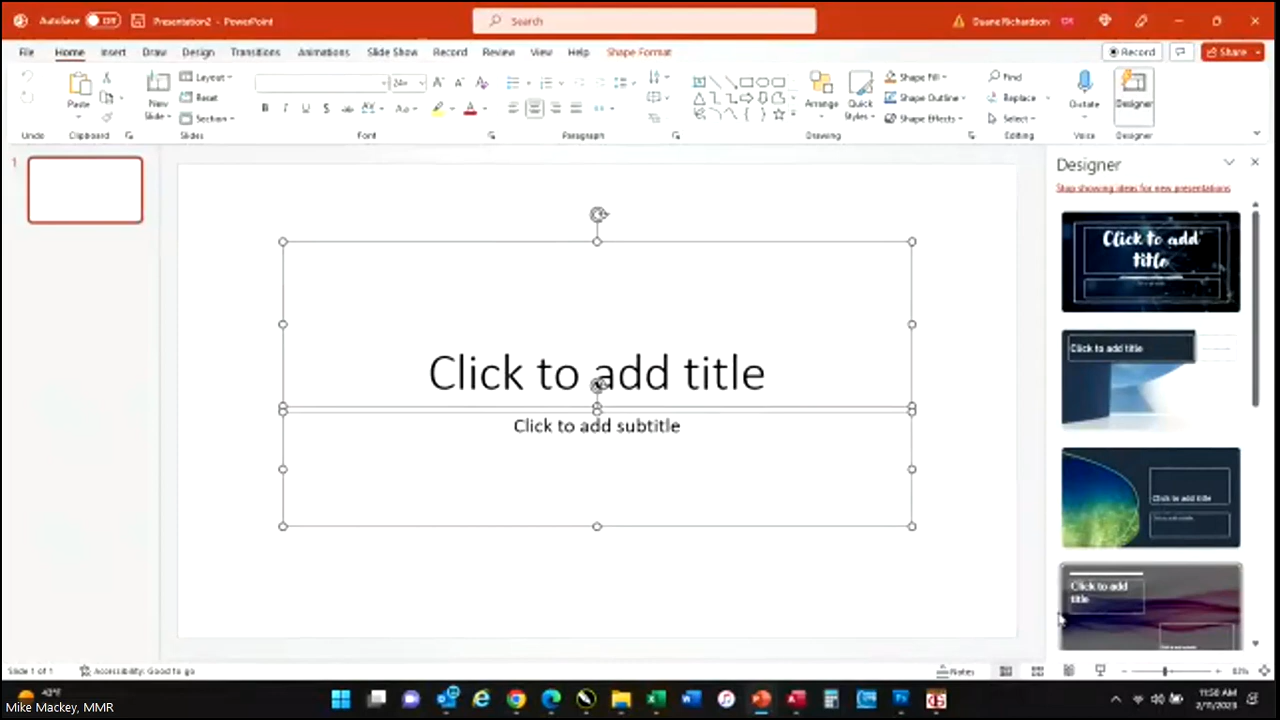 AutoSave Off Presentation2 - PowerPoint Search Duane Richardson
File Home Insert Draw Design Transitions Animations Slide Show Record Review View Help Shape Format Record Share
Paste
New
Slide
Layout
Reset
Section
24+
B I U S
Aa
A
Arrange
Quick
Styles
Shape Fill
Shape Outline
Shape Effects
Find
Replace
Select
Dictate
Designer
Undo Clipboard Slides Font Paragraph Drawing Editing Voice Designer
1
Click to add title
Click to add subtitle
Designer
Stop showing ideas for new presentations
Click to add
title
Click to add title
Click to add title
Click to add
title
Slide 1 of 1 Accessibility: Good to go Notes
43°F
11:50 AM
Mike Mackey, MMR